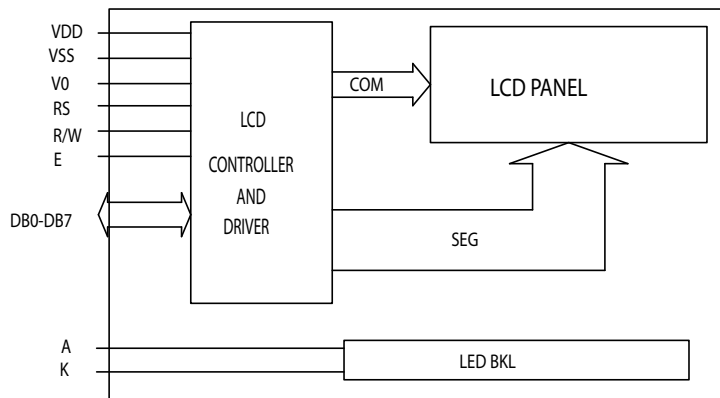 VDD
VSS
V0
RS
R/W
E
DB0-DB7
LCD
CONTROLLER
AND
DRIVER
COM
LCD PANEL
SEG
A
K
LED BKL